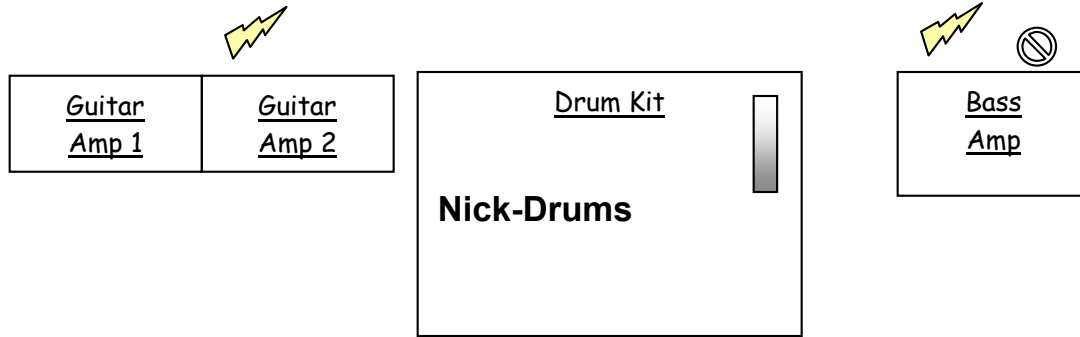 Guitar
Amp 1
Guitar
Amp 2
Drum Kit
Nick-Drums
Bass
Amp